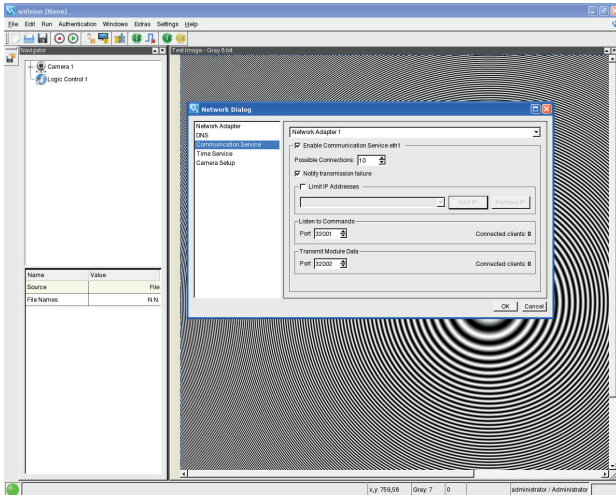 wVision [None]
File Edit Run Authentication Windows Extras Settings Help
Navigator
Test Image - Gray 8 bit
Camera 1
Logic Control 1
Network Dialog
Network Adapter
DNS
Communication Service
Time Service
Camera Setup
Network Adapter 1
Enable Communication Service eth1
Possible Connections: 10
Notify transmission failure
Limit IP Addresses
Add IP Remove IP
Listen to Commands
Port 32001 Connected clients: 0
Transmit Module Data
Port 32002 Connected clients: 0
OK Cancel
Name Value
Source File
File Names N.N.
x,y: 759,58 Gray: 7 0 administrator / Administrator